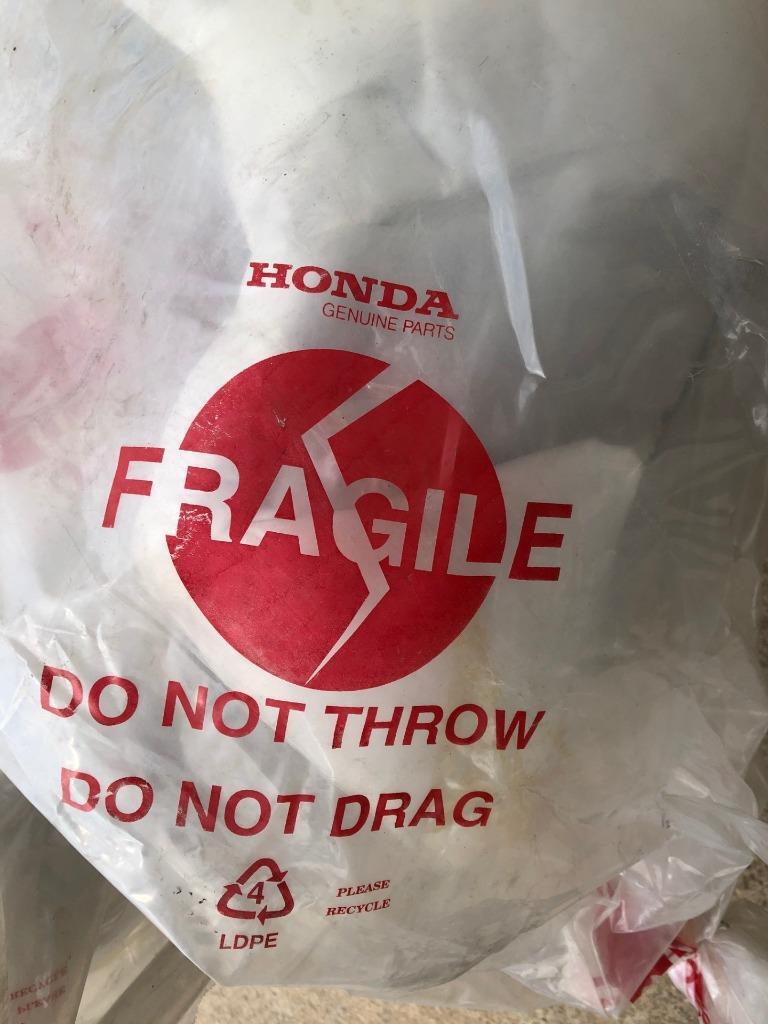 HONDA
GENUINE PARTS
FRAGILE
DO NOT THROW
DO NOT DRAG
4
LDPE
PLEASE
RECYCLE